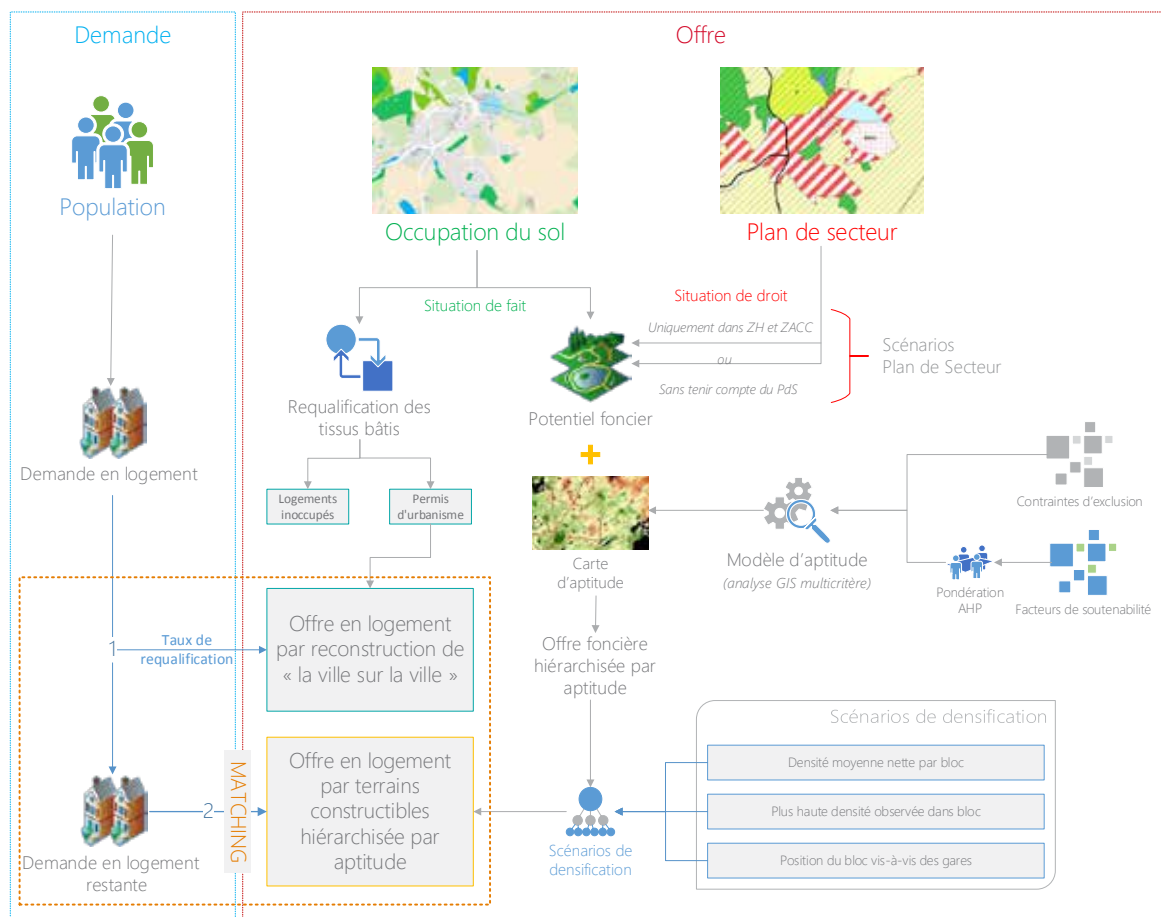 Demande
Offre
Population
Occupation du sol
Plan de secteur
Situation de fait
Situation de droit
Uniquement dans ZH et ZACC
ou
Sans tenir compte du PdS
Scénarios
Plan de Secteur
Requalification des
tissus bâtis
Potentiel foncier
Demande en logement
Logements
inoccupés
Permis
d'urbanisme
Contraintes d'exclusion
Carte
d'aptitude
Modèle d'aptitude
(analyse GIS multicritère)
Pondération
AHP
Facteurs de soutenabilité
1
Taux de
requalification
Offre en logement
par reconstruction de
« la ville sur la ville »
Offre foncière
hiérarchisée par
aptitude
Scénarios de densification
Densité moyenne nette par bloc
Plus haute densité observée dans bloc
Position du bloc vis-à-vis des gares
Scénarios de
densification
MATCHING
2
Offre en logement
par terrains
constructibles
hiérarchisée par
aptitude
Demande en logement
restante